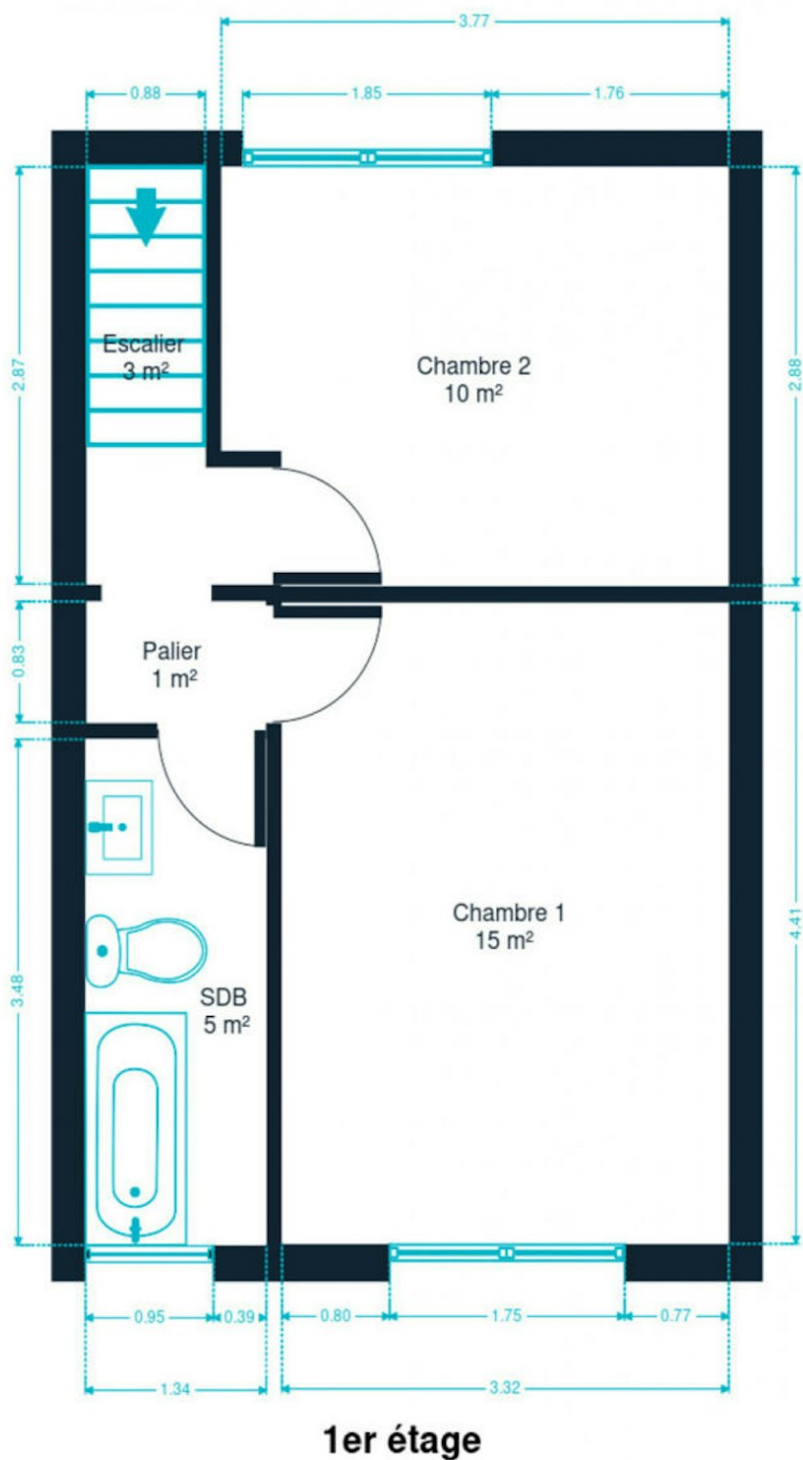 3.77
0.88
1.85
1.76
Escalier
3 m²
Chambre 2
10 m²
2.87
2.88
Palier
1 m²
0.83
Chambre 1
15 m²
4.41
3.48
SDB
5 m²
0.95
0.39
0.80
1.75
0.77
1.34
3.32
1er étage